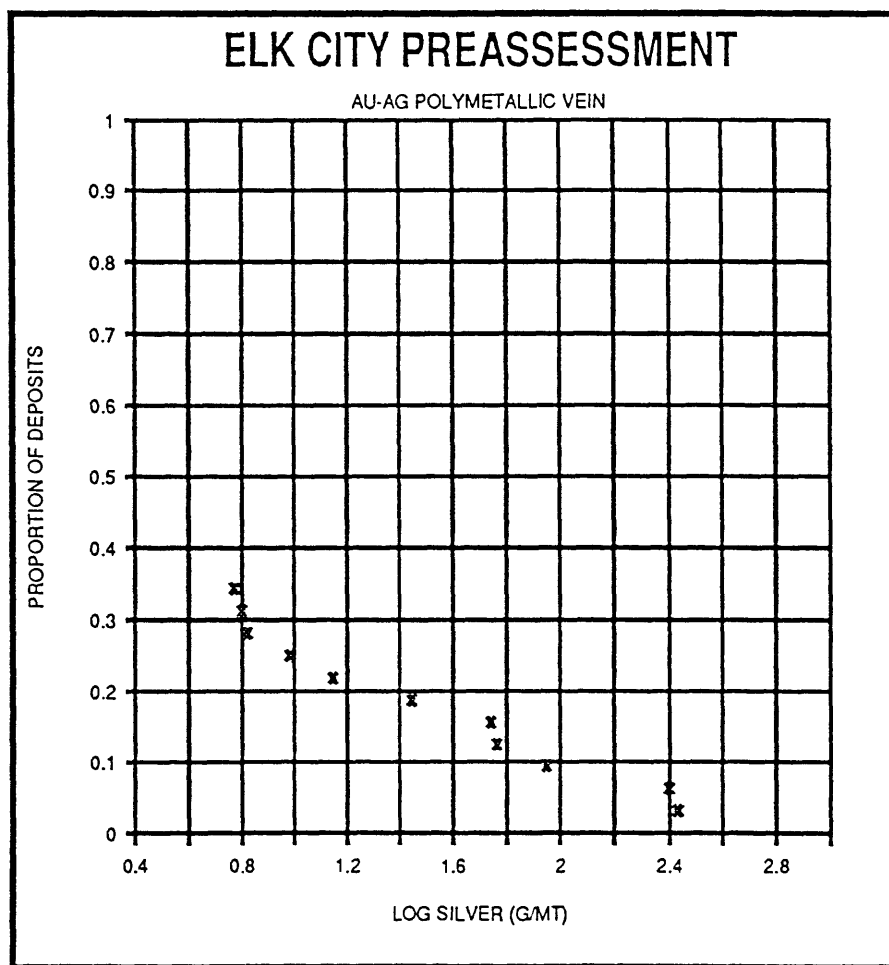 ELK CITY PREASSESSMENT
AU-AG POLYMETALLIC VEIN
1
0.9
0.8
0.7
0.6
0.5
0.4
0.3
0.2
0.1
0
PROPORTION OF DEPOSITS
0.4 0.8 1.2 1.6 2 2.4 2.8
LOG SILVER (G/MT)